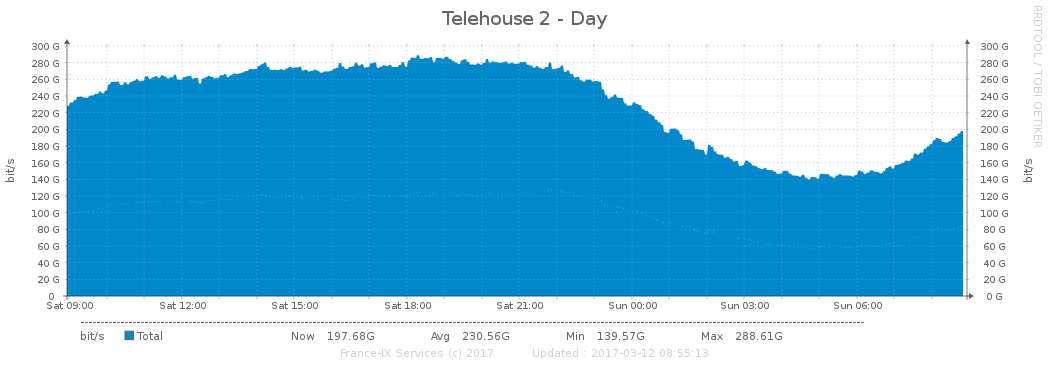 Telehouse 2 - Day
RRDTOOL / TOBI OETIKER
300 G 300 G
280 G 280 G
260 G 260 G
240 G 240 G
220 G 220 G
200 G 200 G
180 G 180 G
160 G 160 G
140 G 140 G
120 G 120 G
100 G 100 G
80 G 80 G
60 G 60 G
40 G 40 G
20 G 20 G
0 0 G
bit/s bit/s
Sat 09:00 Sat 12:00 Sat 15:00 Sat 18:00 Sat 21:00 Sun 00:00 Sun 03:00 Sun 06:00
bit/s Total Now 197.68G Avg 230.56G Min 139.57G Max 288.61G
France-IX Services (c) 2017 Updated : 2017-03-12 08:55:13